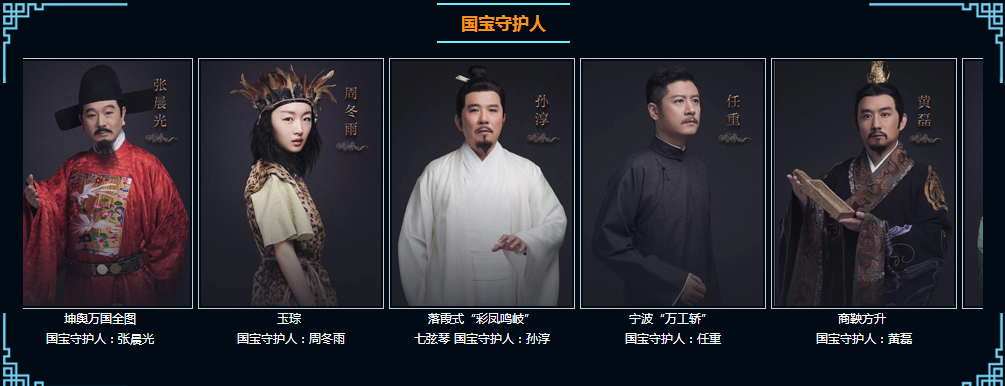 国宝守护人
张晨光
周冬雨
孙淳
任重
黄磊
坤舆万国全图
玉琮
落霞式“彩凤鸣岐”
宁波“万工轿”
商鞅方升
国宝守护人：张晨光
国宝守护人：周冬雨
七弦琴 国宝守护人：孙淳
国宝守护人：任重
国宝守护人：黄磊